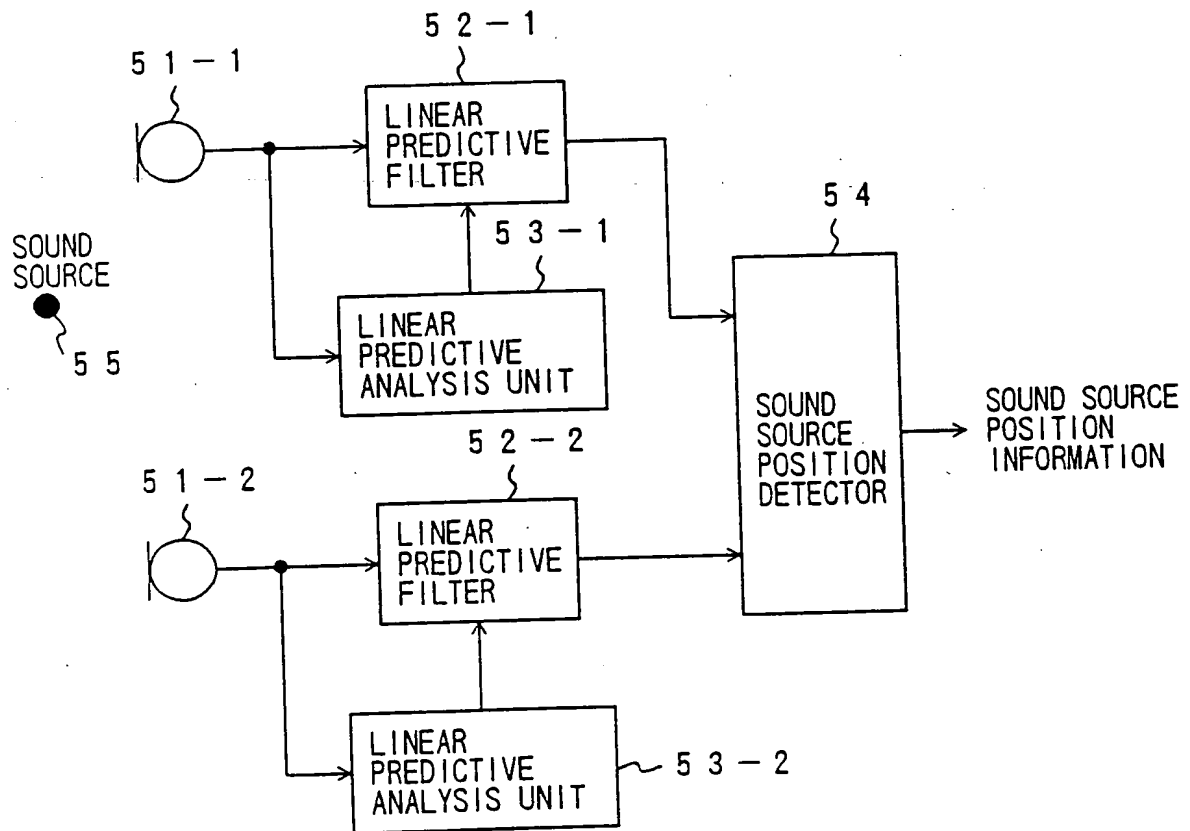 5 2 - 1
5 1 - 1
LINEAR
PREDICTIVE
FILTER
5 4
5 3 - 1
SOUND
SOURCE
5 5
LINEAR
PREDICTIVE
ANALYSIS UNIT
SOUND
SOURCE
POSITION
DETECTOR
SOUND SOURCE
POSITION
INFORMATION
5 2 - 2
5 1 - 2
LINEAR
PREDICTIVE
FILTER
LINEAR
PREDICTIVE
ANALYSIS UNIT
5 3 - 2